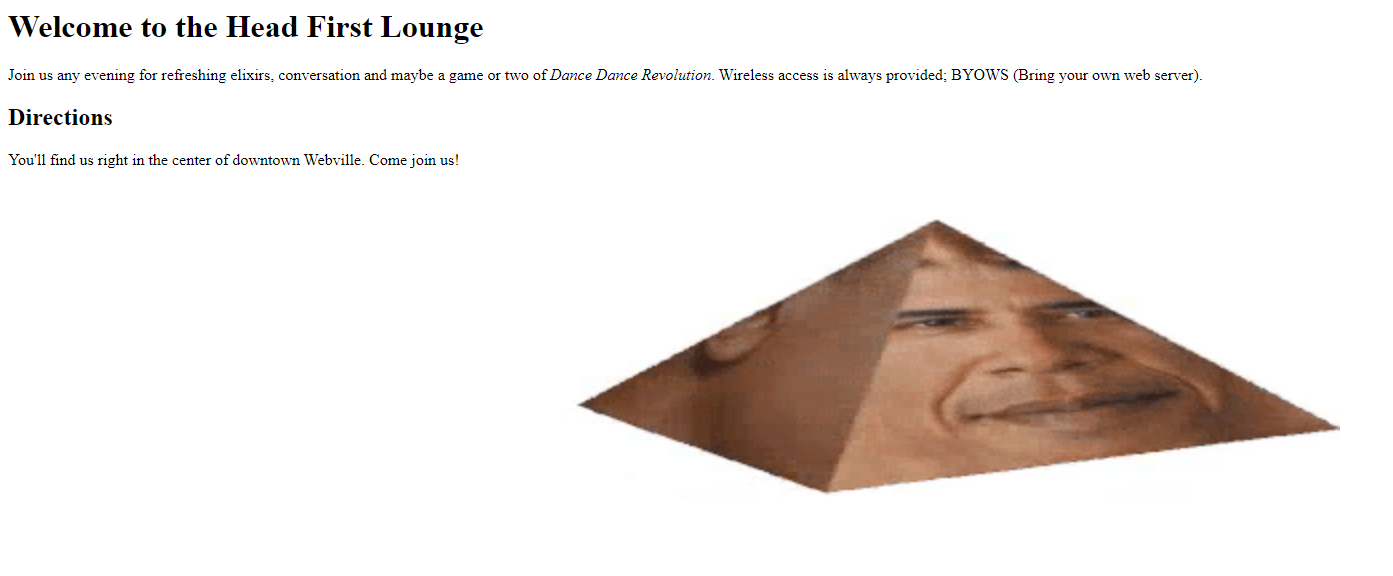 Welcome to the Head First Lounge
Join us any evening for refreshing elixirs, conversation and maybe a game or two of Dance Dance Revolution. Wireless access is always provided; BYOWS (Bring your own web server).
Directions
You'll find us right in the center of downtown Webville. Come join us!